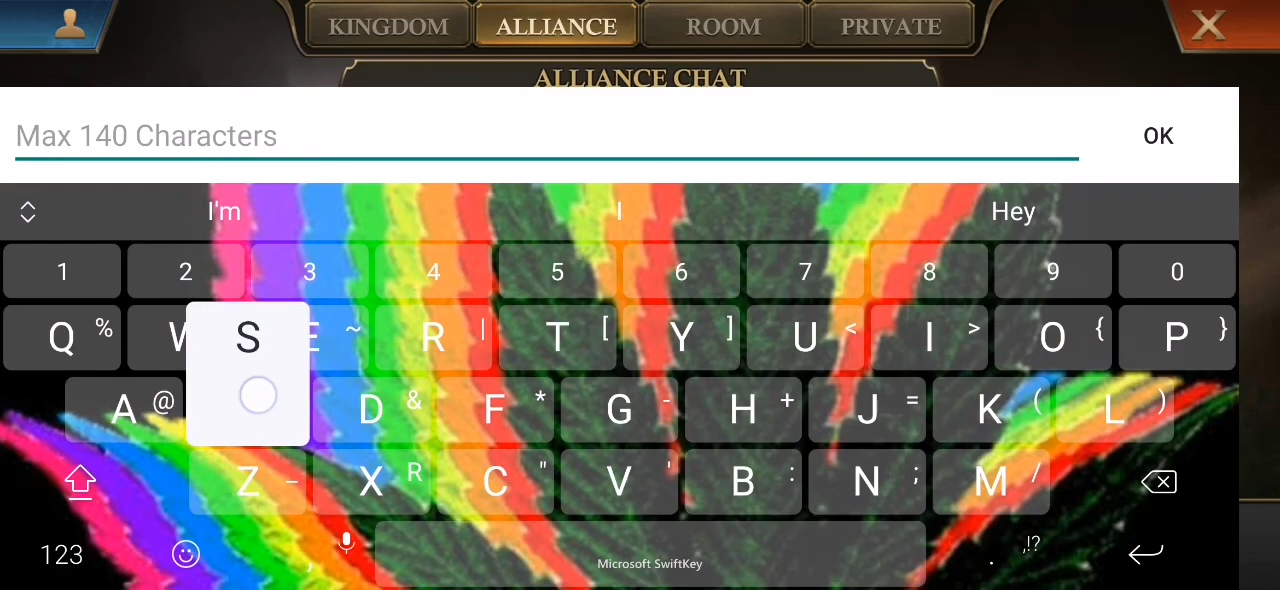 KINGDOM ALLIANCE ROOM PRIVATE X
ALLIANCE CHAT
Max 140 Characters OK
I'm I Hey
1 2 3 4 5 6 7 8 9 0
Q % W E ~ R | T [ Y ] U < I > O { P }
S
A @ D & F * G - H + J = K ( L )
Z _ X R C " V ' B : N ; M /
123 , Microsoft SwiftKey . ,!?